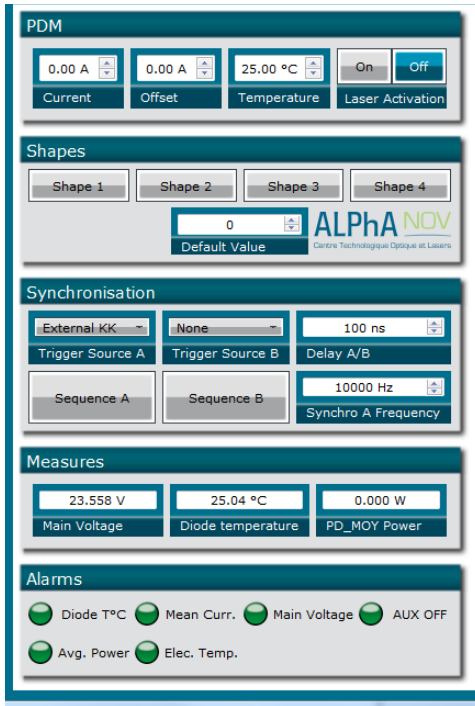 PDM
0.00 A 0.00 A 25.00 °C On Off
Current Offset Temperature Laser Activation
Shapes
Shape 1 Shape 2 Shape 3 Shape 4
0
Default Value
ALPhA NOV
Centre Technologique Optique et Lasers
Synchronisation
External KK None 100 ns
Trigger Source A Trigger Source B Delay A/B
Sequence A Sequence B 10000 Hz
Synchro A Frequency
Measures
23.558 V 25.04 °C 0.000 W
Main Voltage Diode temperature PD_MOY Power
Alarms
Diode T°C Mean Curr. Main Voltage AUX OFF
Avg. Power Elec. Temp.